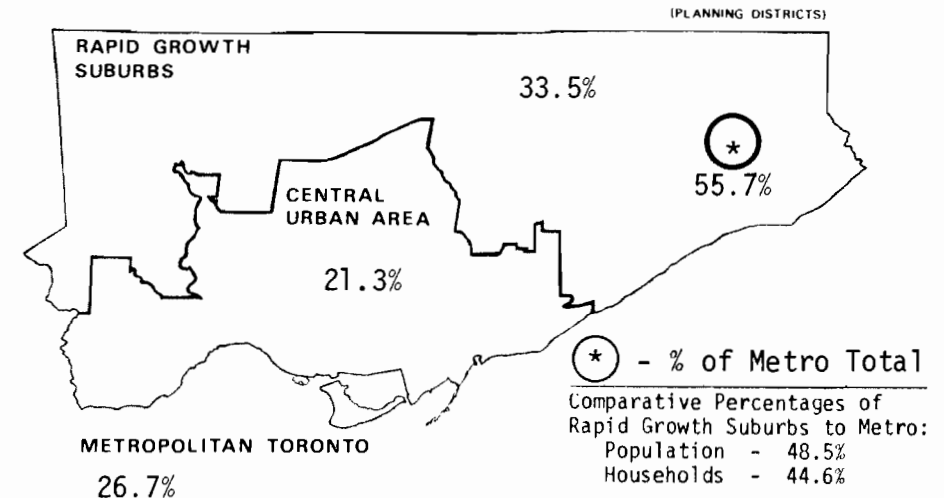 (PLANNING DISTRICTS)
RAPID GROWTH
SUBURBS
33.5%
*
55.7%
CENTRAL
URBAN AREA
21.3%
* - % of Metro Total
Comparative Percentages of
Rapid Growth Suburbs to Metro:
Population - 48.5%
Households - 44.6%
METROPOLITAN TORONTO
26.7%